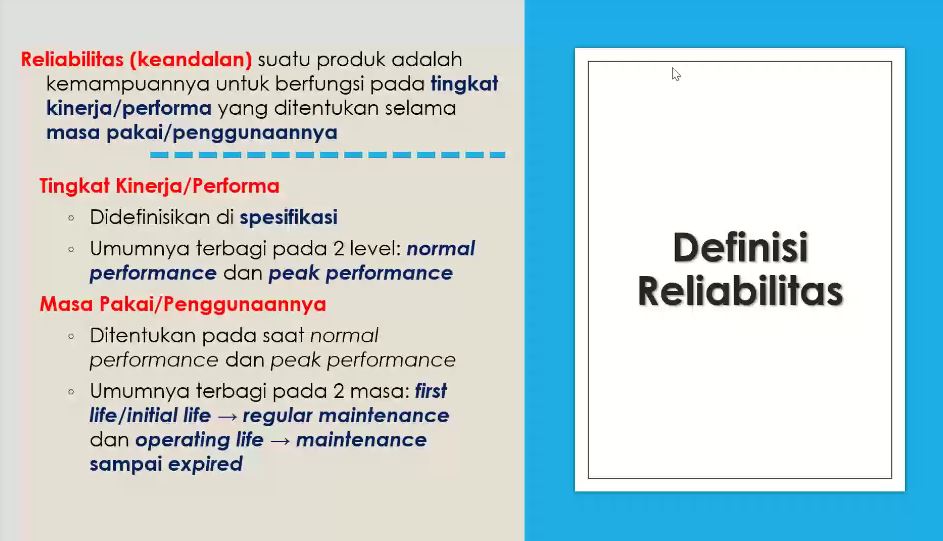 Reliabilitas (keandalan) suatu produk adalah
kemampuannya untuk berfungsi pada tingkat
kinerja/performa yang ditentukan selama
masa pakai/penggunaannya
Tingkat Kinerja/Performa
◦ Didefinisikan di spesifikasi
◦ Umumnya terbagi pada 2 level: normal
performance dan peak performance
Masa Pakai/Penggunaannya
◦ Ditentukan pada saat normal
performance dan peak performance
◦ Umumnya terbagi pada 2 masa: first
life/initial life → regular maintenance
dan operating life → maintenance
sampai expired
Definisi
Reliabilitas